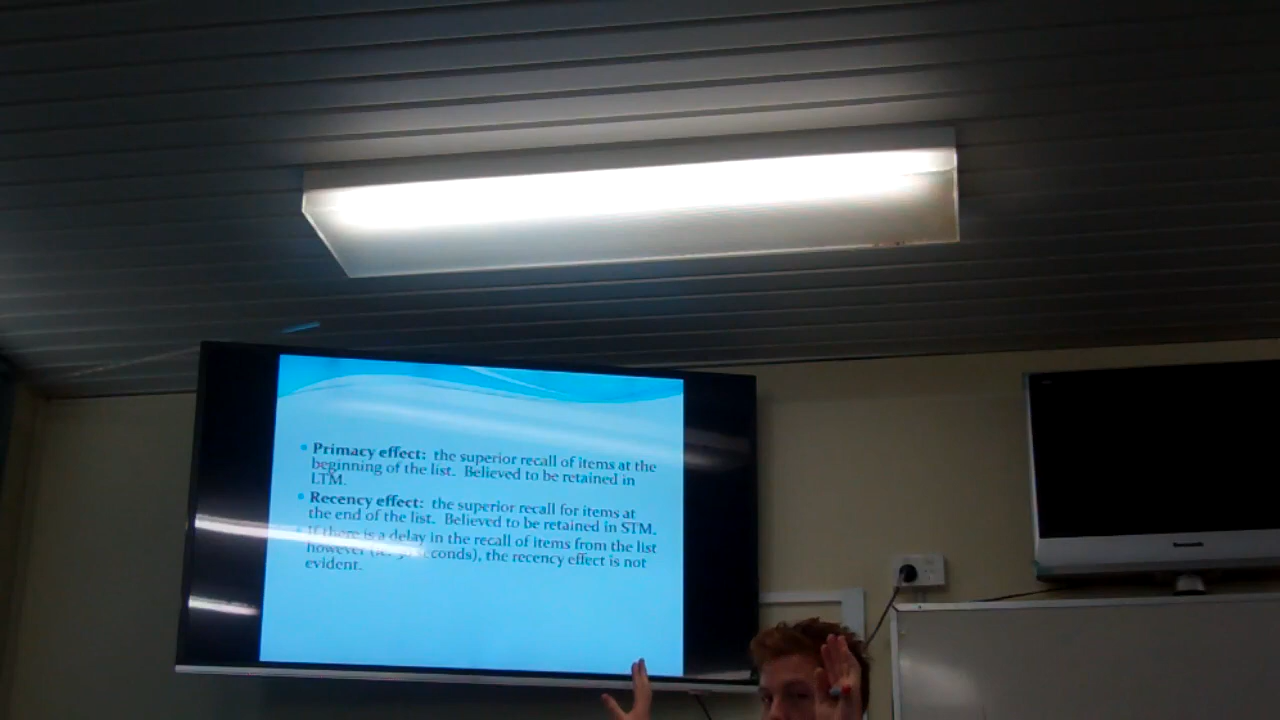 • Primacy effect: the superior recall of items at the
beginning of the list. Believed to be retained in
LTM.
• Recency effect: the superior recall for items at
the end of the list. Believed to be retained in STM.
• If there is a delay in the recall of items from the list
however conds), the recency effect is not
evident.
Panasonic